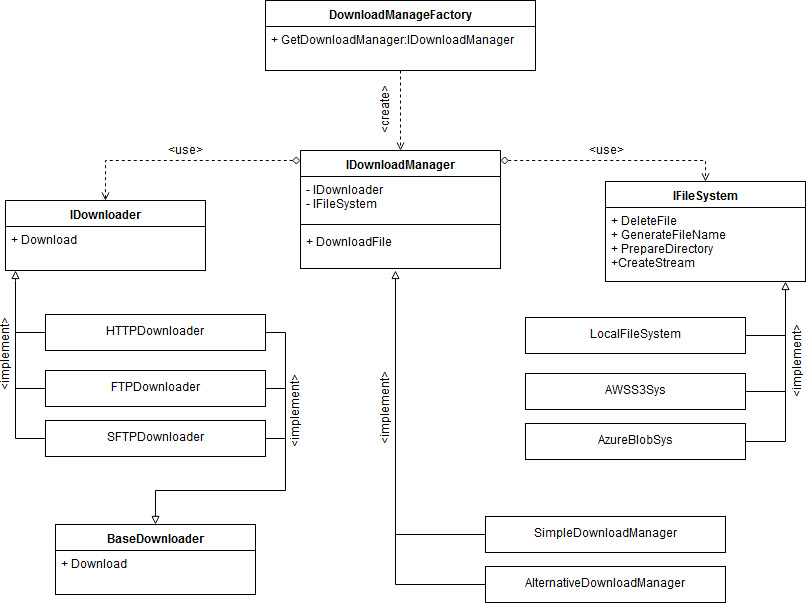 DownloadManageFactory
+ GetDownloadManager:IDownloadManager
<create>
<use>
<use>
IDownloadManager
- IDownloader
- IFileSystem
+ DownloadFile
IDownloader
+ Download
IFileSystem
+ DeleteFile
+ GenerateFileName
+ PrepareDirectory
+CreateStream
<implement>
HTTPDownloader
FTPDownloader
SFTPDownloader
<implement>
<implement>
LocalFileSystem
AWSS3Sys
AzureBlobSys
<implement>
BaseDownloader
+ Download
SimpleDownloadManager
AlternativeDownloadManager